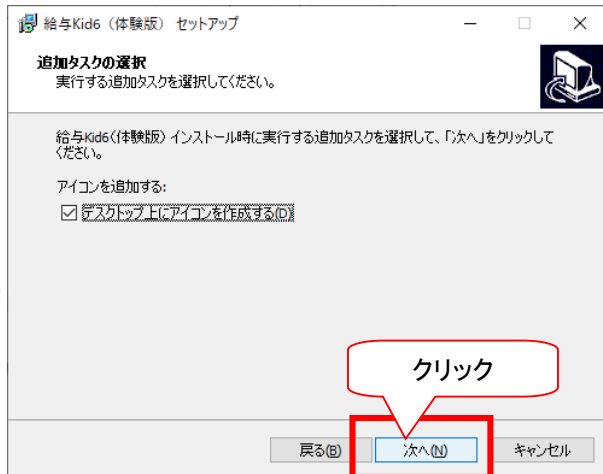 給与Kid6（体験版） セットアップ
追加タスクの選択
実行する追加タスクを選択してください。
給与Kid6（体験版） インストール時に実行する追加タスクを選択して、「次へ」をクリックして
ください。
アイコンを追加する:
デスクトップ上にアイコンを作成する(D)
クリック
戻る(B)
次へ(N)
キャンセル